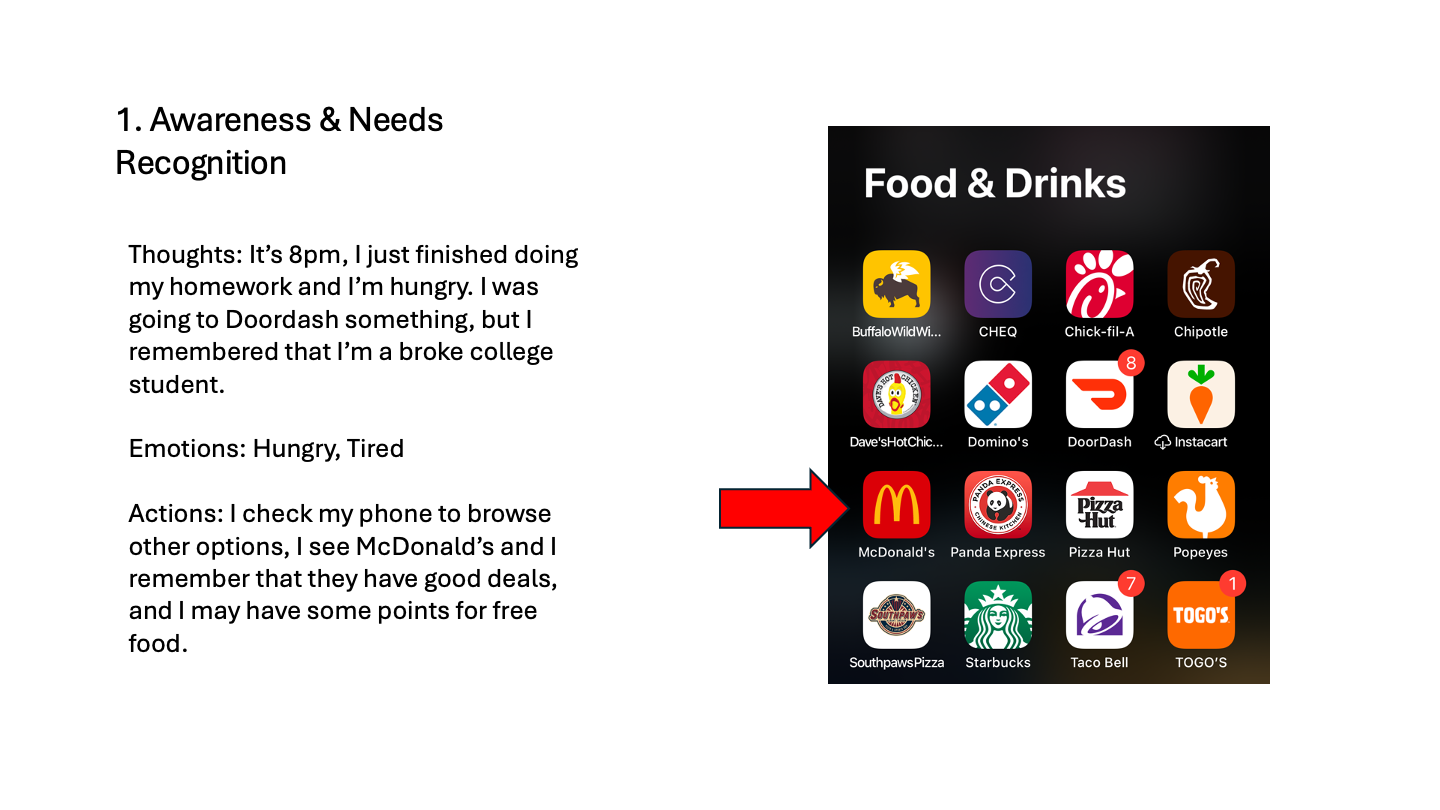 1. Awareness & Needs
Recognition
Thoughts: It’s 8pm, I just finished doing
my homework and I’m hungry. I was
going to Doordash something, but I
remembered that I’m a broke college
student.
Emotions: Hungry, Tired
Actions: I check my phone to browse
other options, I see McDonald’s and I
remember that they have good deals,
and I may have some points for free
food.
Food & Drinks
BuffaloWildWi...
CHEQ
Chick-fil-A
Chipotle
DAVE'S HOT CHICKEN
8
Dave'sHotChic...
Domino's
DoorDash
Instacart
PANDA EXPRESS
CHINESE KITCHEN
Pizza
Hut
McDonald's
Panda Express
Pizza Hut
Popeyes
SOUTHPAWS
7
1
TOGO'S
SouthpawsPizza
Starbucks
Taco Bell
TOGO'S